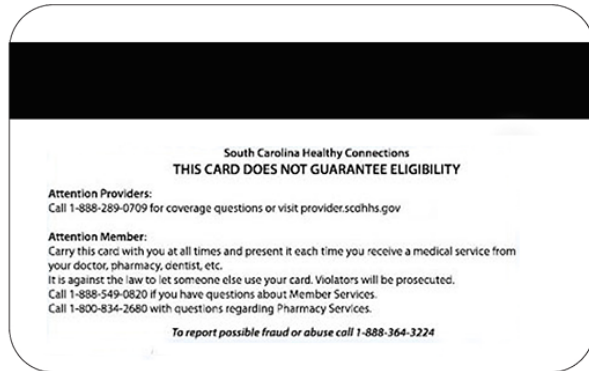 South Carolina Healthy Connections
THIS CARD DOES NOT GUARANTEE ELIGIBILITY
Attention Providers:
Call 1-888-289-0709 for coverage questions or visit provider.scdhhs.gov
Attention Member:
Carry this card with you at all times and present it each time you receive a medical service from
your doctor, pharmacy, dentist, etc.
It is against the law to let someone else use your card. Violators will be prosecuted.
Call 1-888-549-0820 if you have questions about Member Services.
Call 1-800-834-2680 with questions regarding Pharmacy Services.
To report possible fraud or abuse call 1-888-364-3224